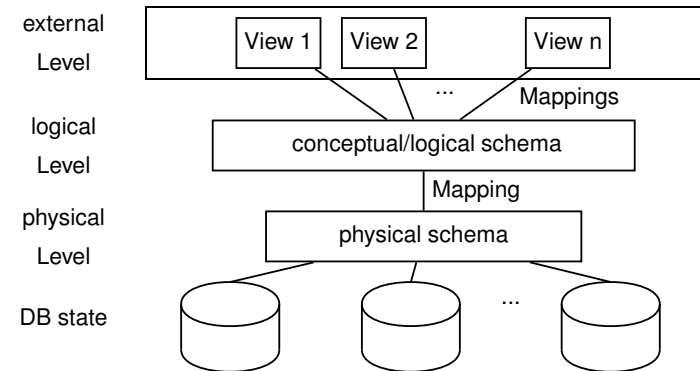 external
Level
View 1
View 2
View n
...
Mappings
logical
Level
conceptual/logical schema
Mapping
physical
Level
physical schema
...
DB state